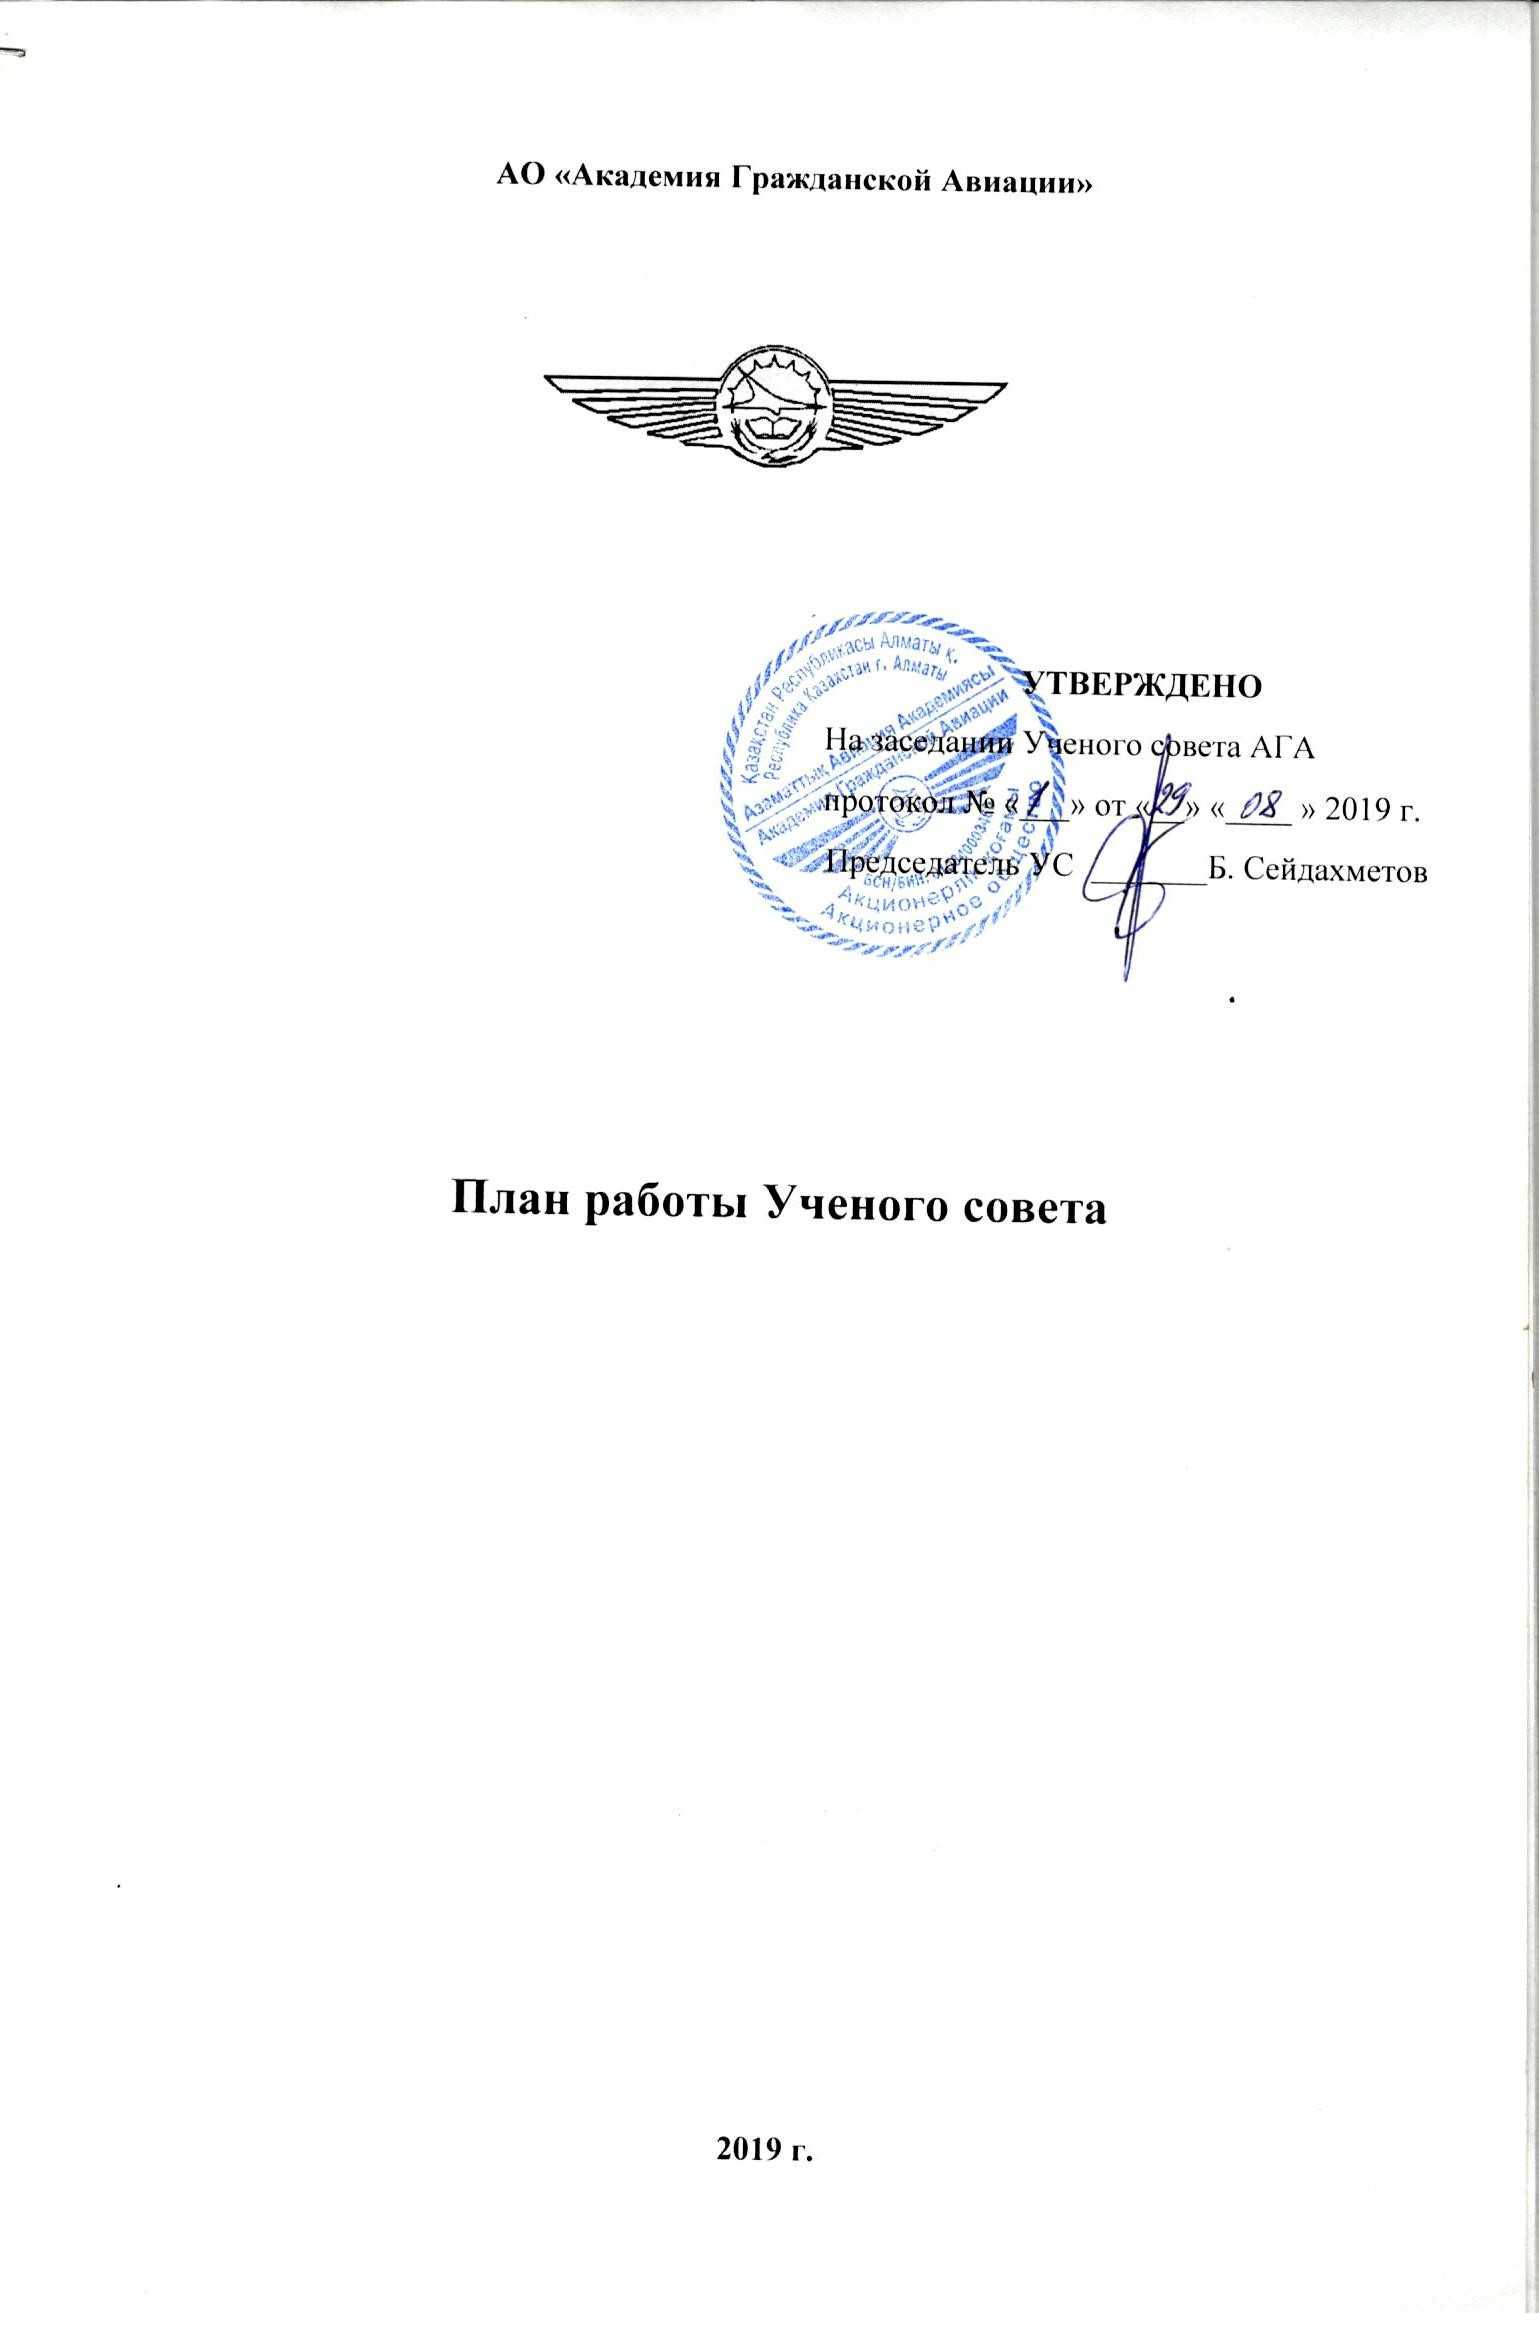 АО «Академия Гражданской Авиации»
Қазақстан Республикасы Алматы қ.
Республика Казахстан г. Алматы
Азаматтық Авиация Академиясы
Академия Гражданской Авиации
БСН/БИН:
Акционерлік қоғамы
Акционерное общество
УТВЕРЖДЕНО
На заседании Ученого совета АГА
протокол № «1» от «29» «08» 2019 г.
Председатель УС ________Б. Сейдахметов
План работы Ученого совета
2019 г.